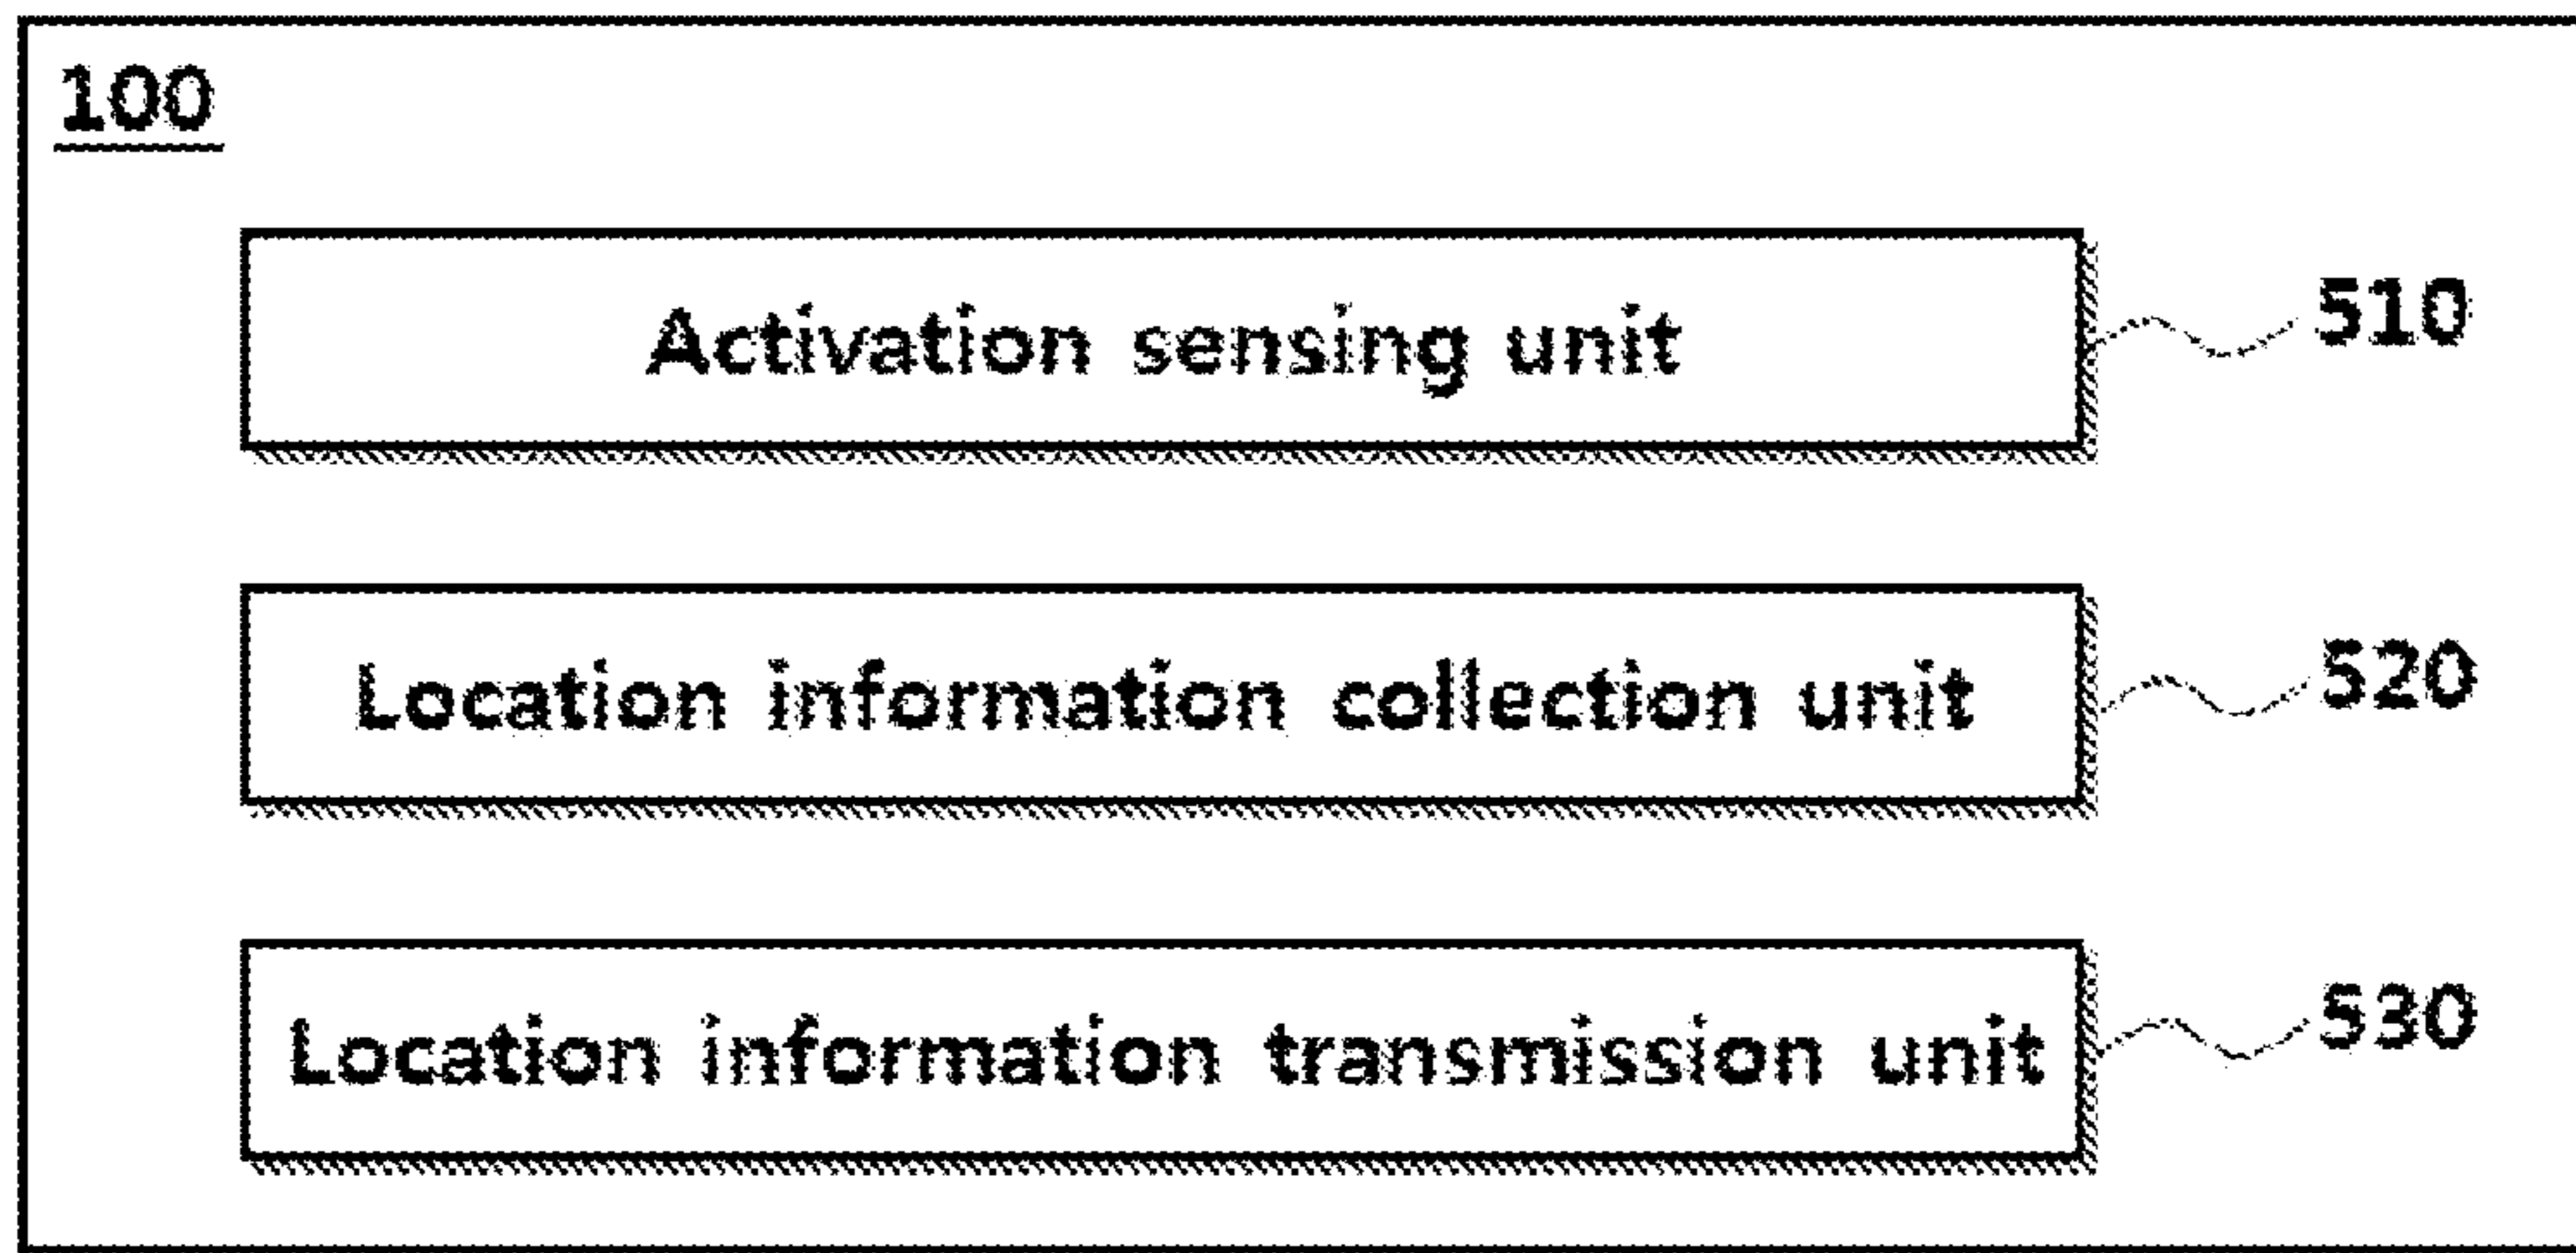 100
Activation sensing unit
510
Location information collection unit
520
Location information transmission unit
530